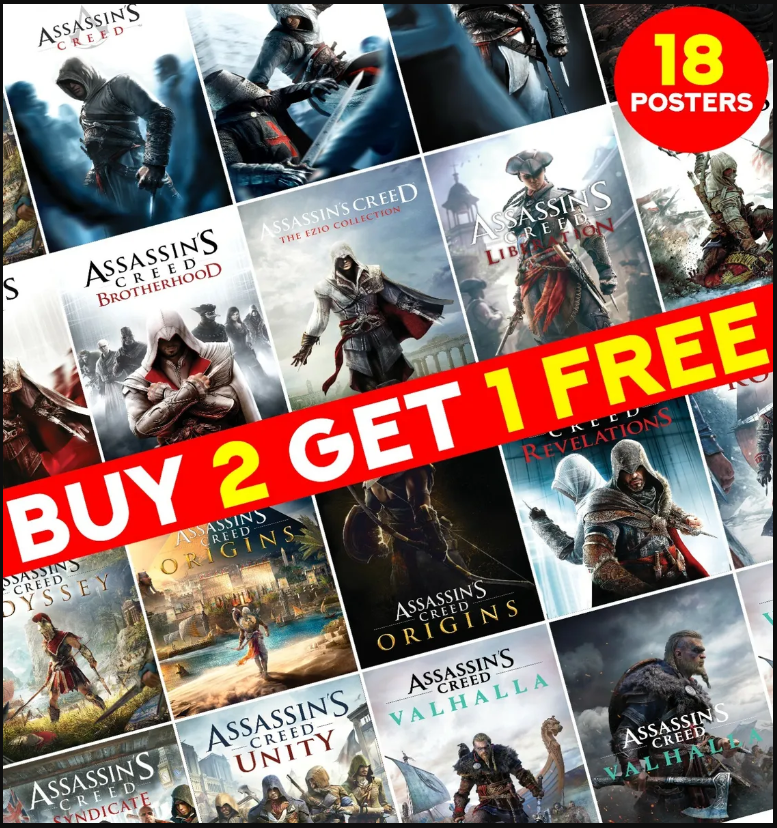 ASSASSIN'S
CREED
18
POSTERS
ASSASSIN'S
CREED
BROTHERHOOD
ASSASSIN'S CREED
THE EZIO COLLECTION
ASSASSIN'S
CREED
LIBERATION
S
BUY 2 GET 1 FREE
CREED
REVELATIONS
RO
ASSASSIN'S
CREED
DYSSEY
ASSASSIN'S
CREED
ORIGINS
ASSASSIN'S
CREED
ORIGINS
ASSASSIN'S
CREED
VALHALLA
ASSASSIN'S
CREED
VALHALLA
ASSASSIN'S
CREED
UNITY
ASSASSIN'S
CREED
SYNDICATE